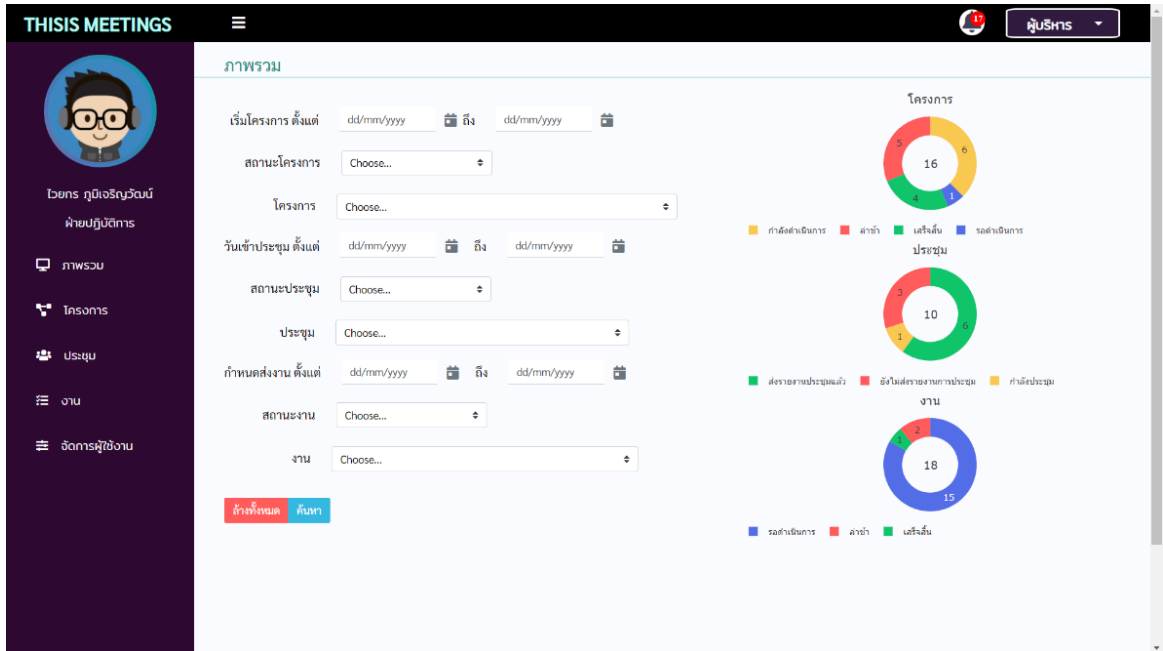 THISIS MEETINGS
17
ผู้บริหาร
ไวยกร ภูมิเจริญวัฒน์
ฝ่ายปฏิบัติการ
ภาพรวม
โครงการ
ประชุม
งาน
จัดการผู้ใช้งาน
ภาพรวม
เริ่มโครงการ ตั้งแต่ dd/mm/yyyy ถึง dd/mm/yyyy
สถานะโครงการ Choose...
โครงการ Choose...
วันเข้าประชุม ตั้งแต่ dd/mm/yyyy ถึง dd/mm/yyyy
สถานะประชุม Choose...
ประชุม Choose...
กำหนดส่งงาน ตั้งแต่ dd/mm/yyyy ถึง dd/mm/yyyy
สถานะงาน Choose...
งาน Choose...
ล้างทั้งหมด ค้นหา
โครงการ
5 6
16
4 1
กำลังดำเนินการ ล่าช้า เสร็จสิ้น รอดำเนินการ
ประชุม
3
10
6
1
ส่งรายงานประชุมแล้ว ยังไม่ส่งรายงานการประชุม กำลังประชุม
งาน
1 2
18
15
รอดำเนินการ ล่าช้า เสร็จสิ้น